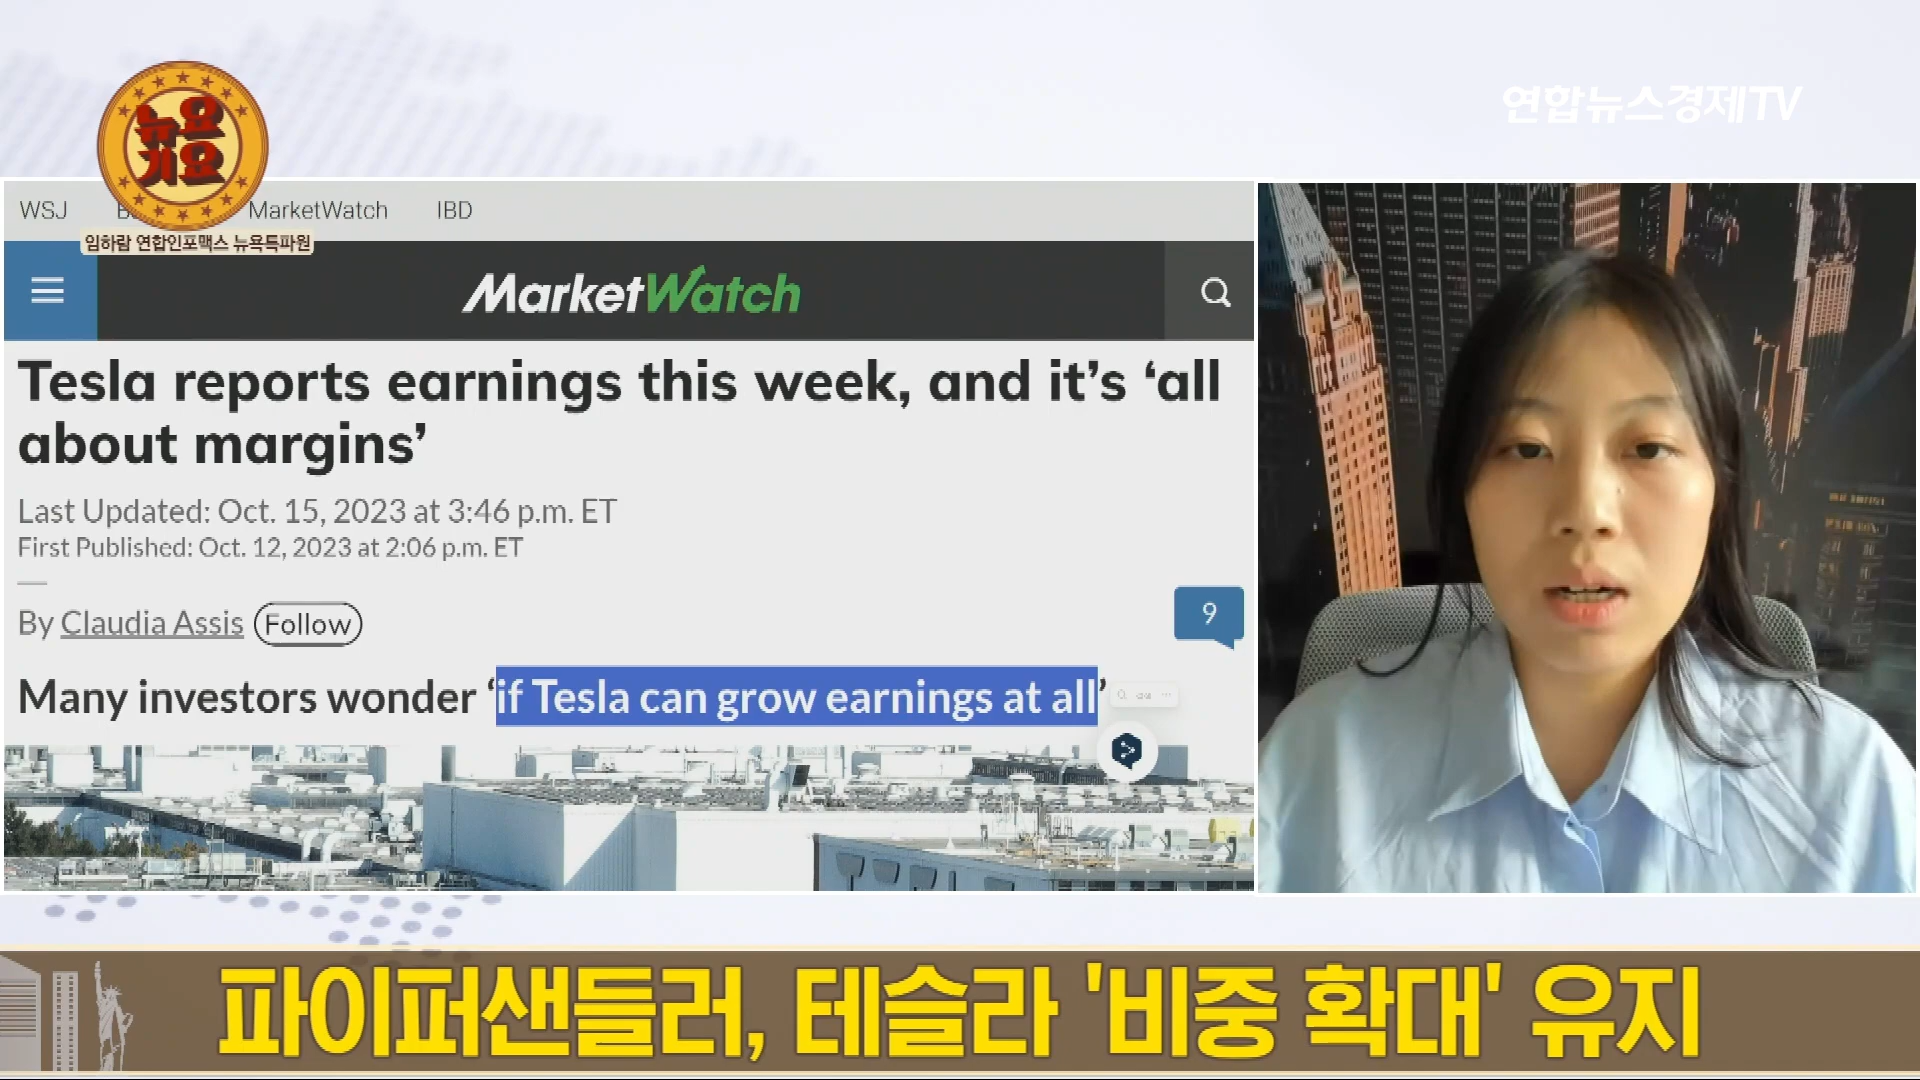 연합뉴스경제TV
뉴요
기요
임하람 연합인포맥스 뉴욕특파원
WSJ
MarketWatch
IBD
MarketWatch
Tesla reports earnings this week, and it's ‘all
about margins’
Last Updated: Oct. 15, 2023 at 3:46 p.m. ET
First Published: Oct. 12, 2023 at 2:06 p.m. ET
By Claudia Assis Follow
9
Many investors wonder ‘if Tesla can grow earnings at all’
파이퍼샌들러, 테슬라 '비중 확대' 유지